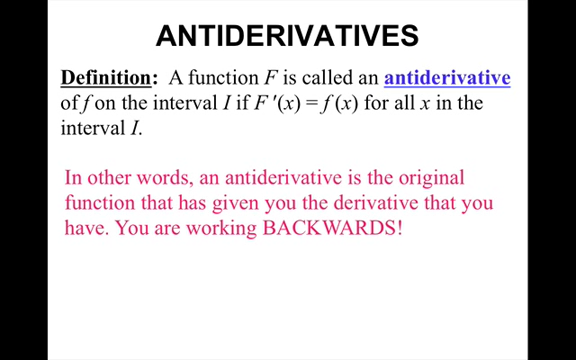 ANTIDERIVATIVES
Definition: A function F is called an antiderivative
of f on the interval I if F ′(x) = f (x) for all x in the
interval I.
In other words, an antiderivative is the original
function that has given you the derivative that you
have. You are working BACKWARDS!